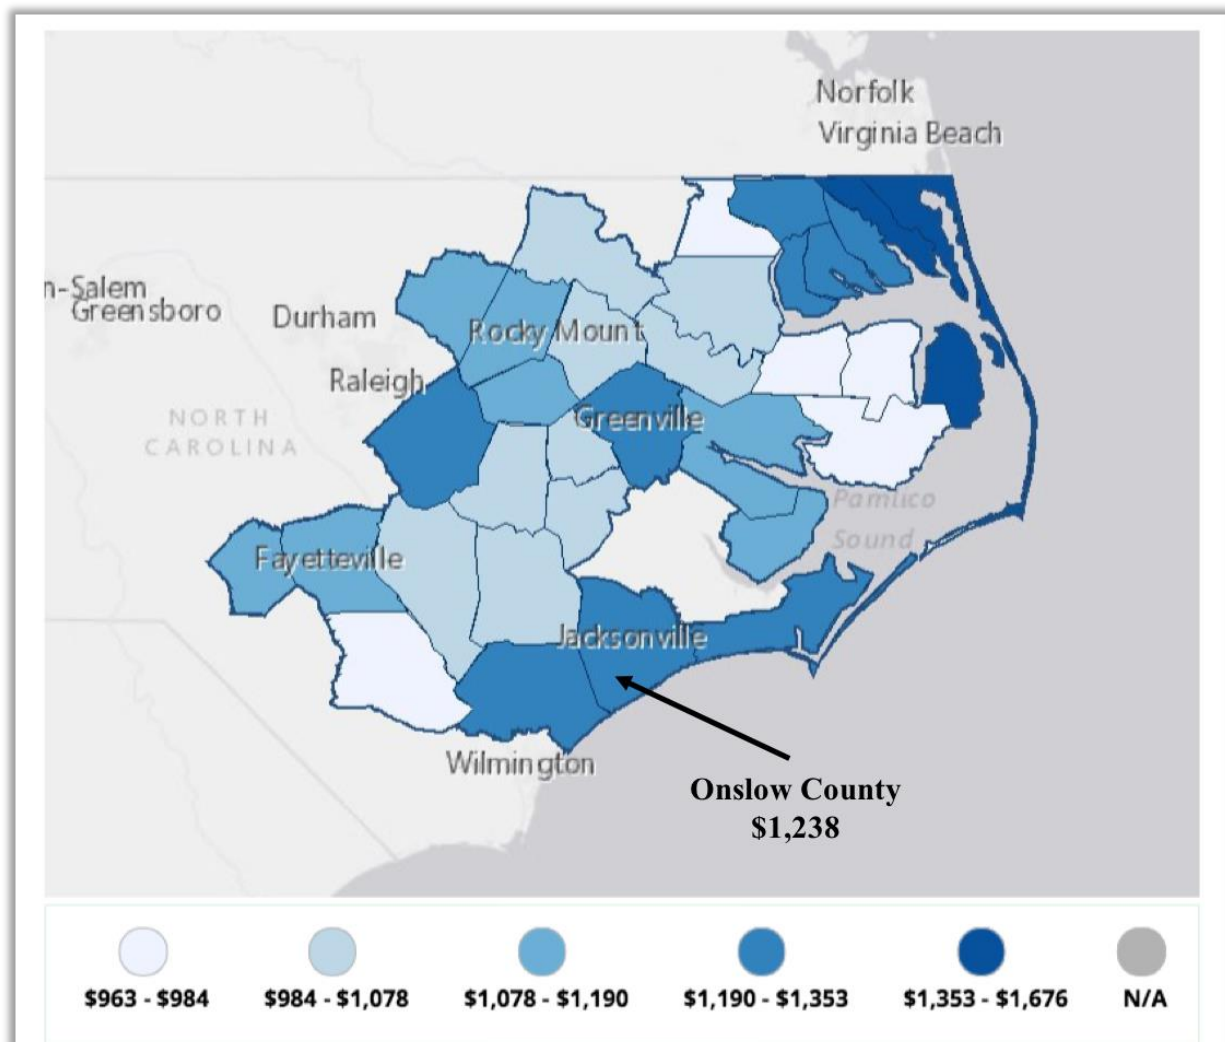 Norfolk
Virginia Beach
n-Salem
Greensboro
Durham
Rocky Mount
Raleigh
NORTH
CAROLINA
Greenville
Pamlico
Sound
Fayetteville
Jacksonville
Wilmington
Onslow County
$1,238
$963 - $984
$984 - $1,078
$1,078 - $1,190
$1,190 - $1,353
$1,353 - $1,676
N/A